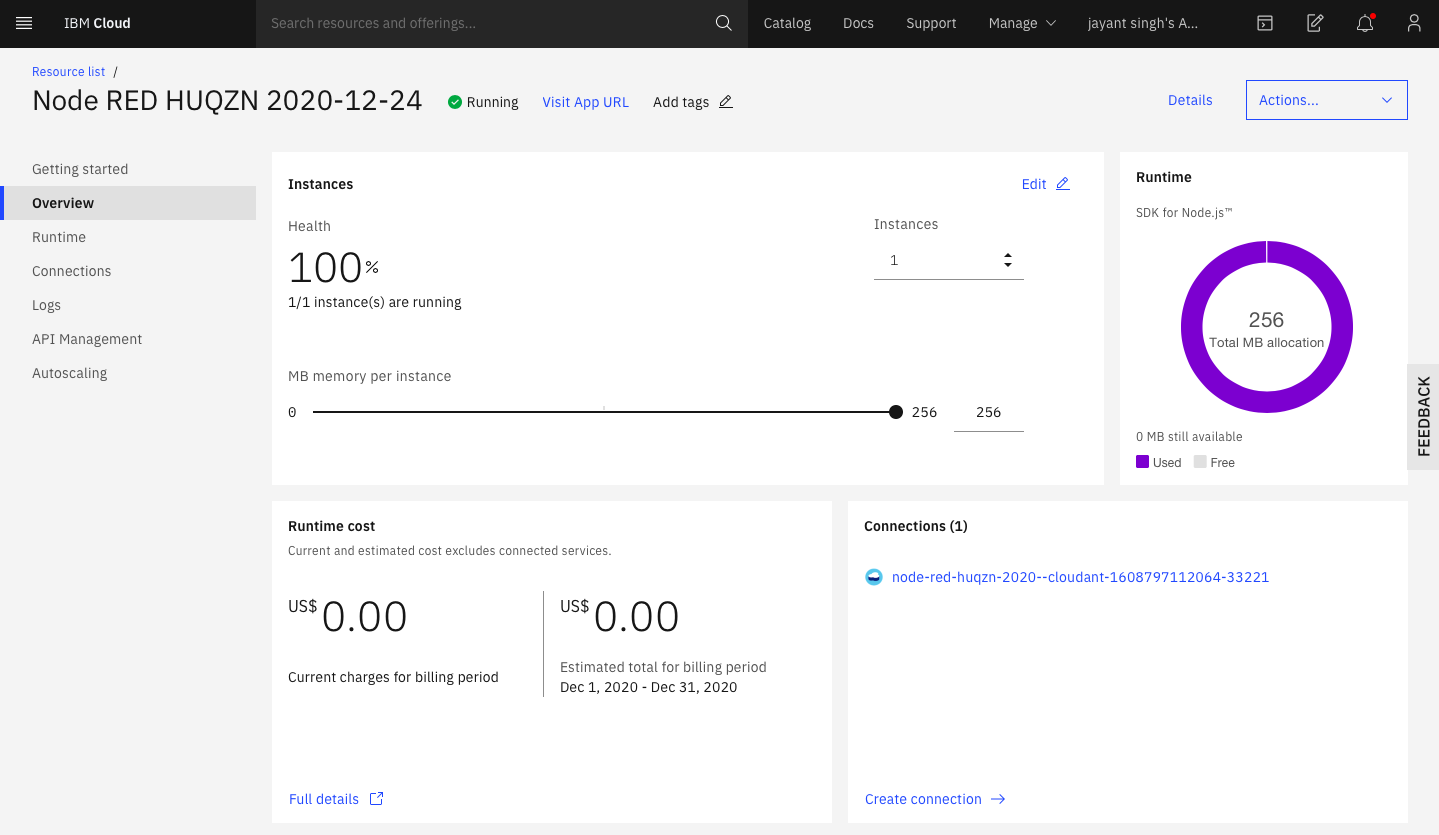 IBM Cloud
Search resources and offerings...
Catalog
Docs
Support
Manage
jayant singh's A...
Resource list /
Node RED HUQZN 2020-12-24
Running
Visit App URL
Add tags
Details
Actions...
Getting started
Overview
Runtime
Connections
Logs
API Management
Autoscaling
Instances
Edit
Health
100%
1/1 instance(s) are running
Instances
1
MB memory per instance
0
256
256
Runtime
SDK for Node.js™
256
Total MB allocation
0 MB still available
Used
Free
FEEDBACK
Runtime cost
Current and estimated cost excludes connected services.
US$ 0.00
Current charges for billing period
US$ 0.00
Estimated total for billing period
Dec 1, 2020 - Dec 31, 2020
Full details
Connections (1)
node-red-huqzn-2020--cloudant-1608797112064-33221
Create connection